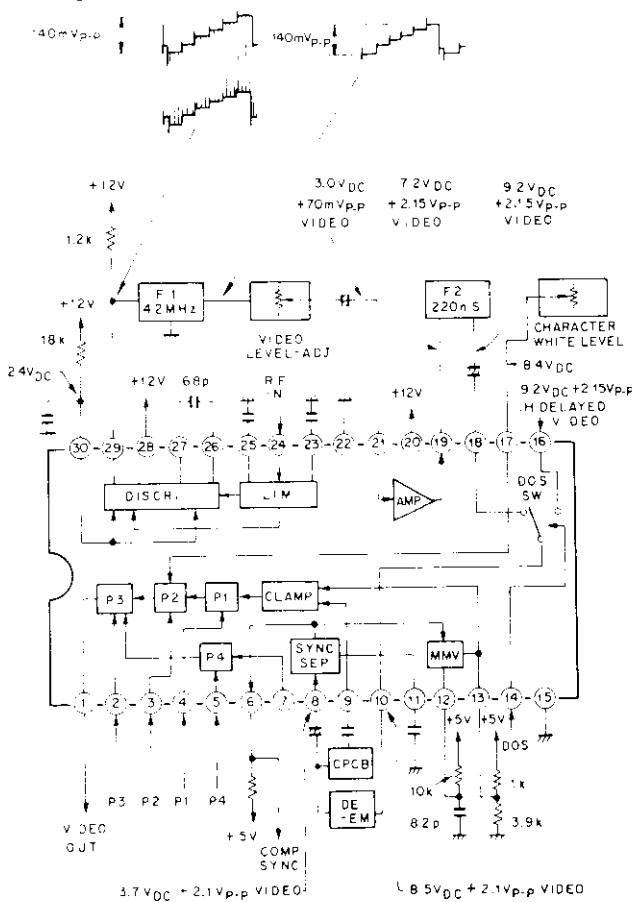 140mVp-p
140mVp-p
+12V
3.0VDC
+70mVp-p
VIDEO
7.2VDC
+2.15Vp-p
VIDEO
9.2VDC
+2.15Vp-p
VIDEO
1.2k
F1
4.2MHz
F2
220nS
+12V
VIDEO
LEVEL-ADJ
CHARACTER
WHITE LEVEL
18k
2.4VDC
8.4VDC
+12V
68p
RF
IN
+12V
9.2VDC+2.15Vp-p
1H DELAYED
VIDEO
30 29 28 27 26 25 24 23 22 21 20 19 18 17 16
DISCRI
LIM
AMP
DOS
SW
P3
P2
P1
CLAMP
P4
SYNC
SEP
MMV
1 2 3 4 5 6 7 8 9 10 11 12 13 14 15
CPCB
+5V
+5V
DOS
P3
P2
P1
P4
10k
1k
DE
-EM
82p
3.9k
VIDEO
OUT
+5V
COMP
SYNC
3.7VDC + 2.1Vp-p VIDEO
8.5VDC + 2.1Vp-p VIDEO